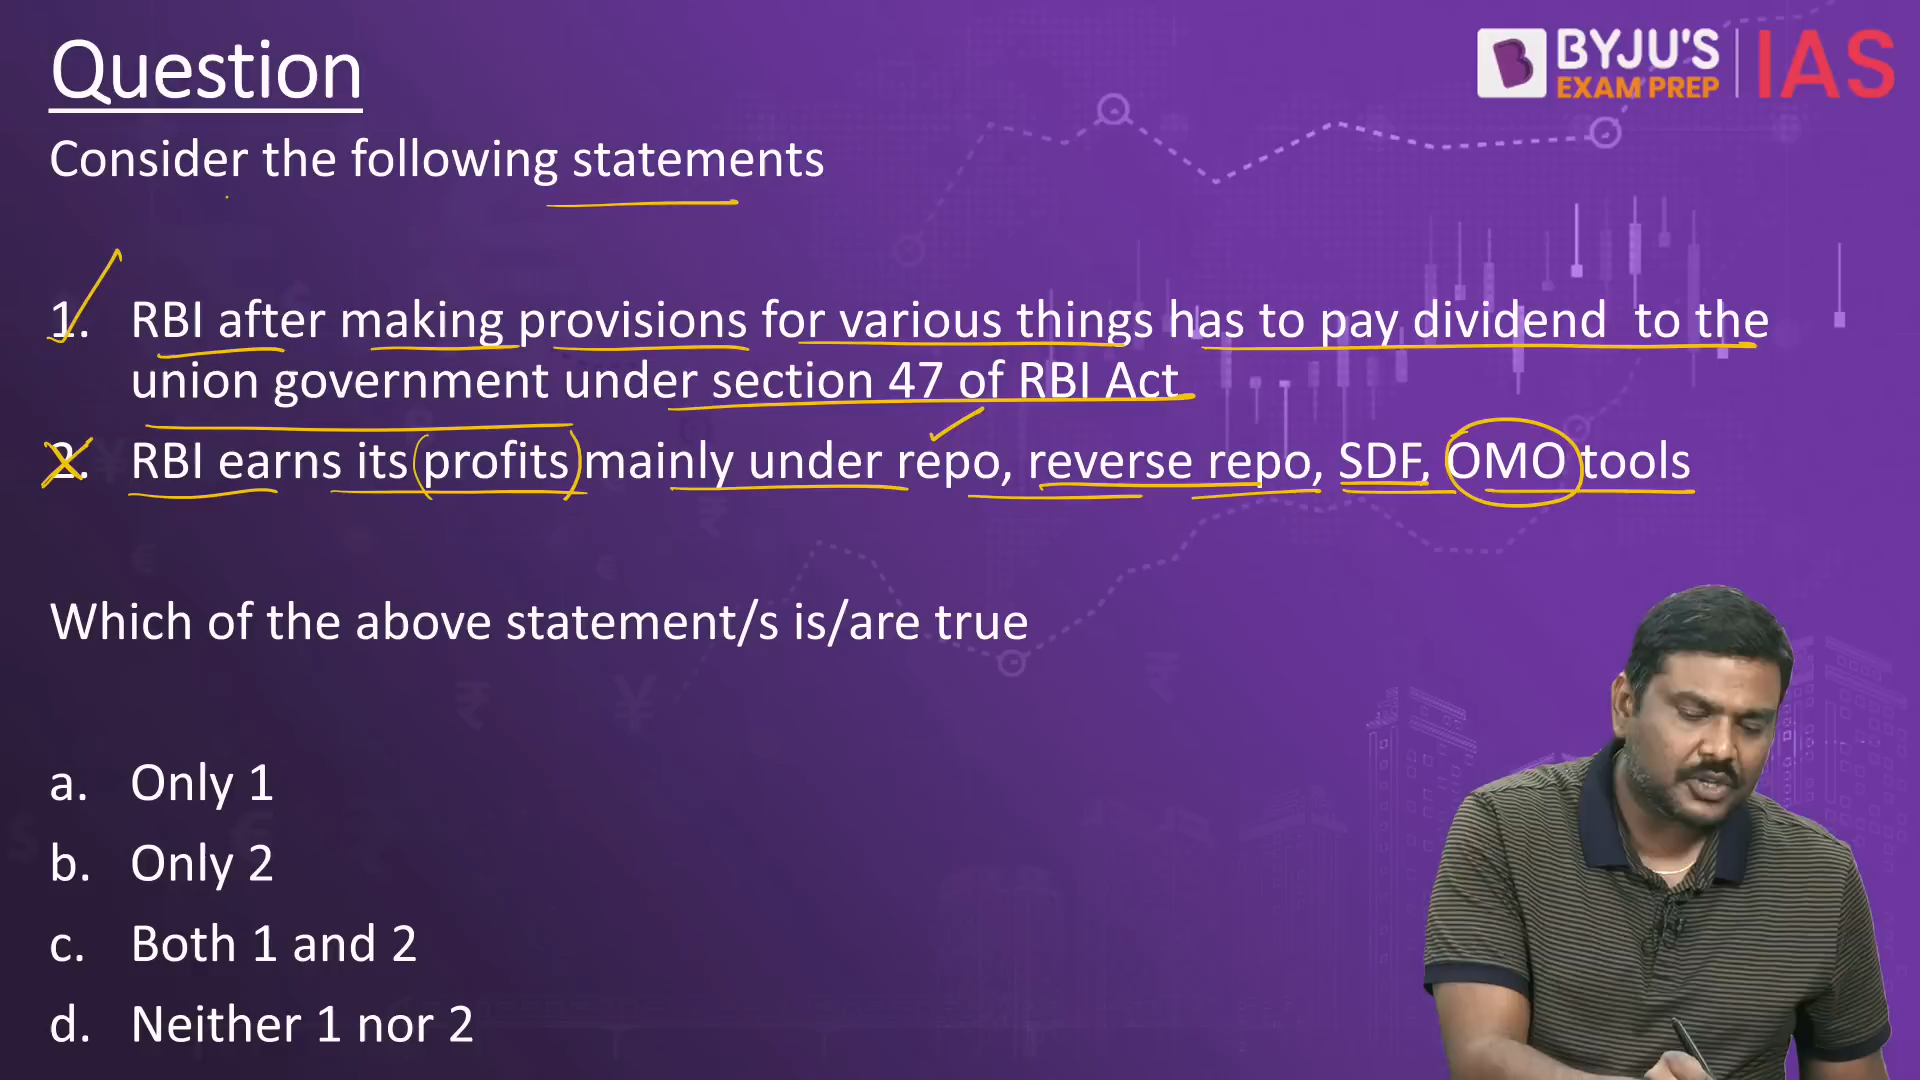 Question
BYJU'S
EXAM PREP
IAS
Consider the following statements
1. RBI after making provisions for various things has to pay dividend to the
union government under section 47 of RBI Act
2. RBI earns its profits mainly under repo, reverse repo, SDF, OMO tools
Which of the above statement/s is/are true
a. Only 1
b. Only 2
c. Both 1 and 2
d. Neither 1 nor 2